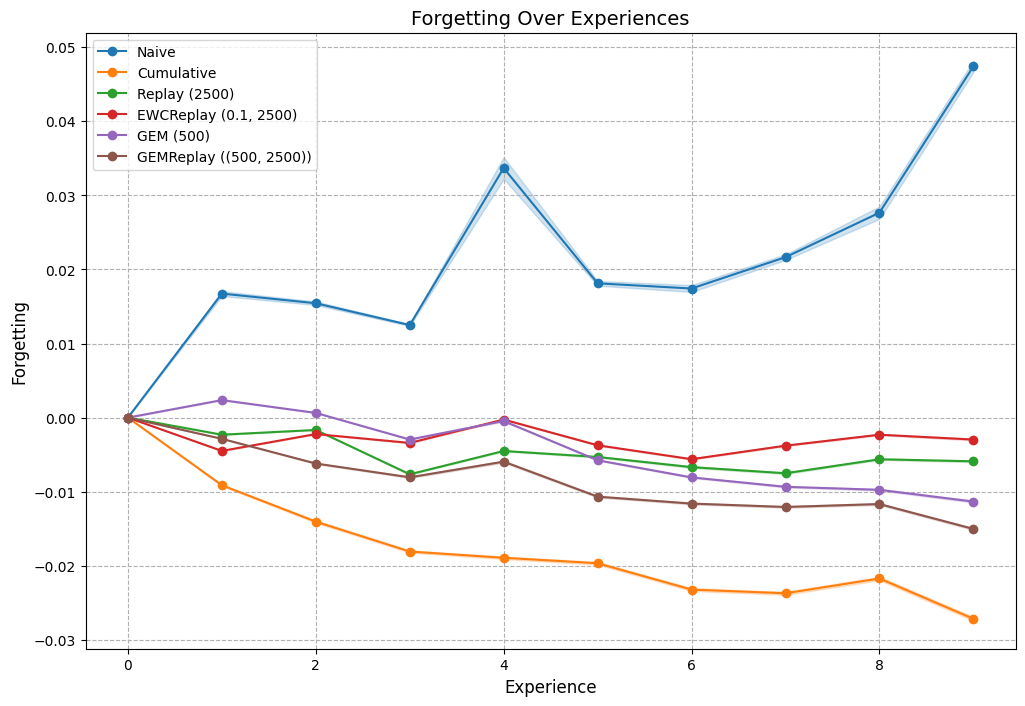 Forgetting Over Experiences
0.05
0.04
0.03
0.02
0.01
0.00
−0.01
−0.02
−0.03
Forgetting
Naive
Cumulative
Replay (2500)
EWCReplay (0.1, 2500)
GEM (500)
GEMReplay ((500, 2500))
0 2 4 6 8
Experience